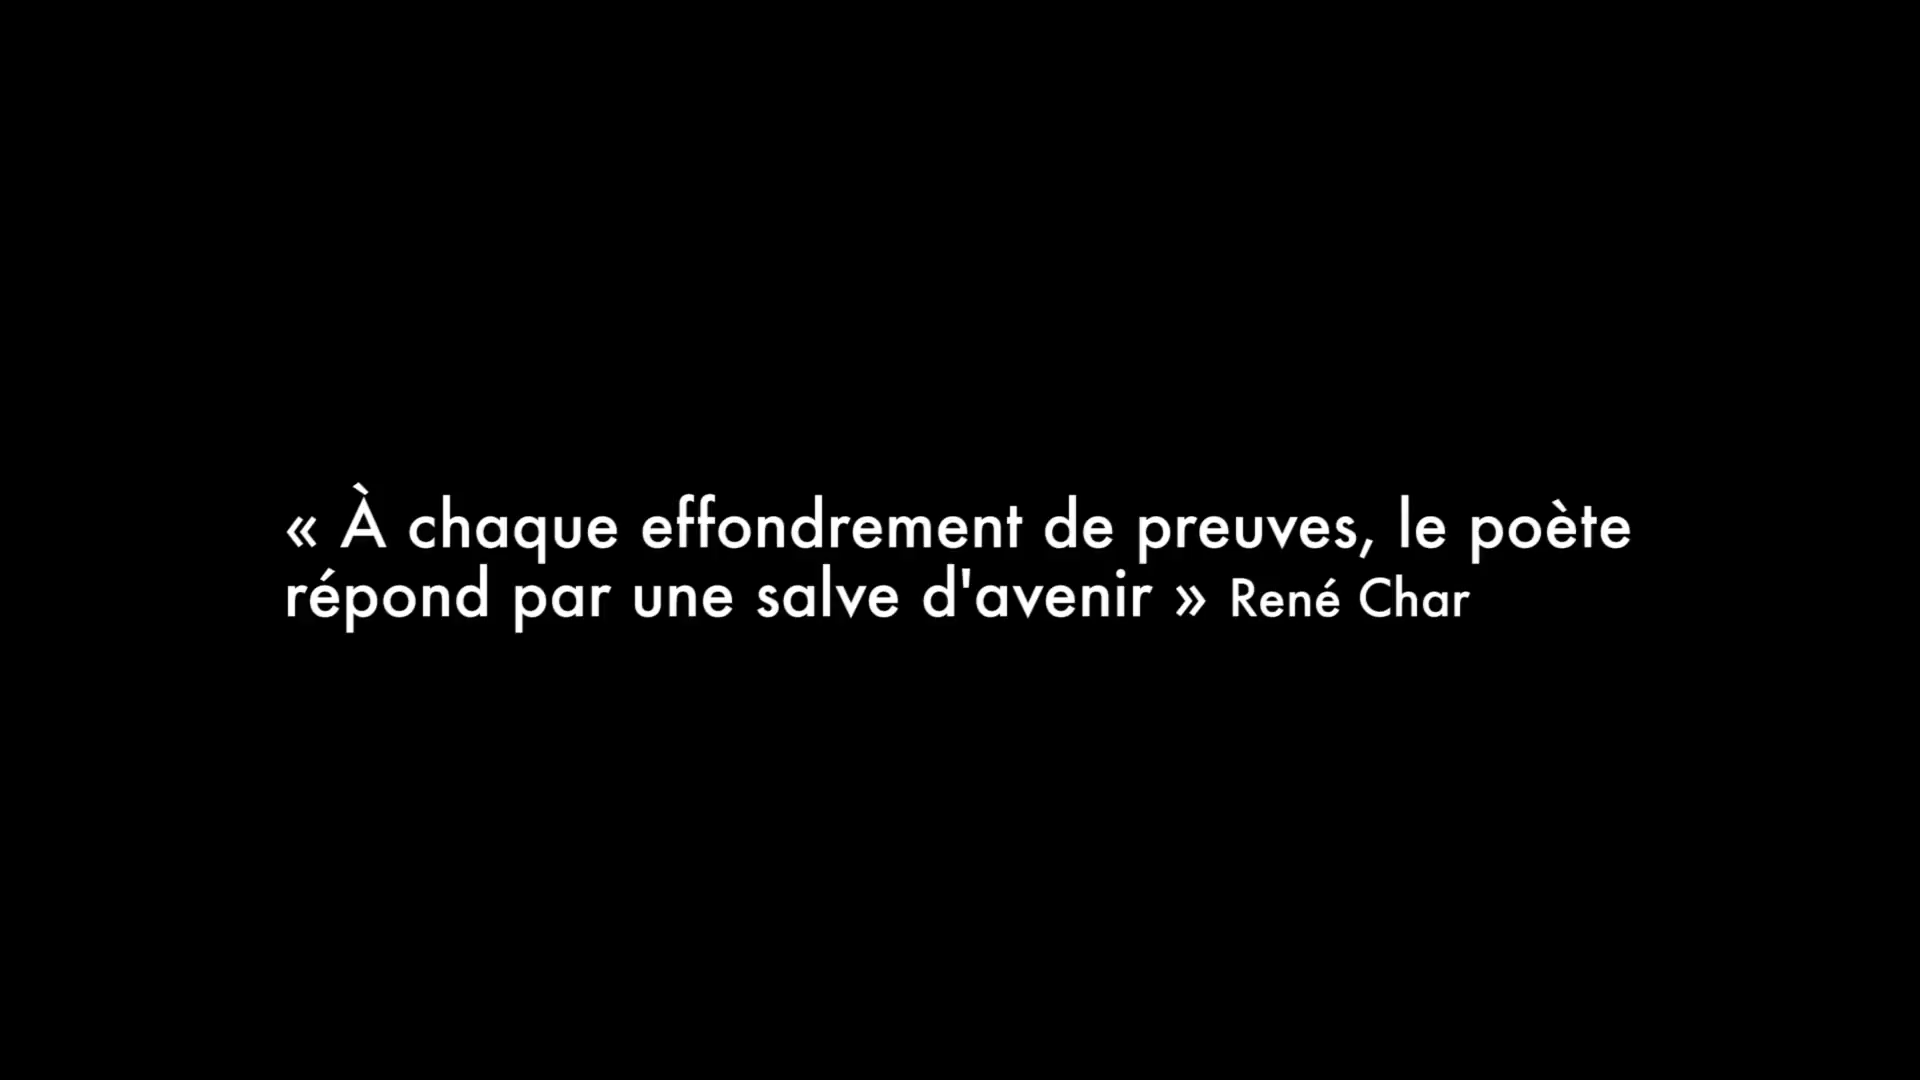 « À chaque effondrement de preuves, le poète
répond par une salve d'avenir » René Char